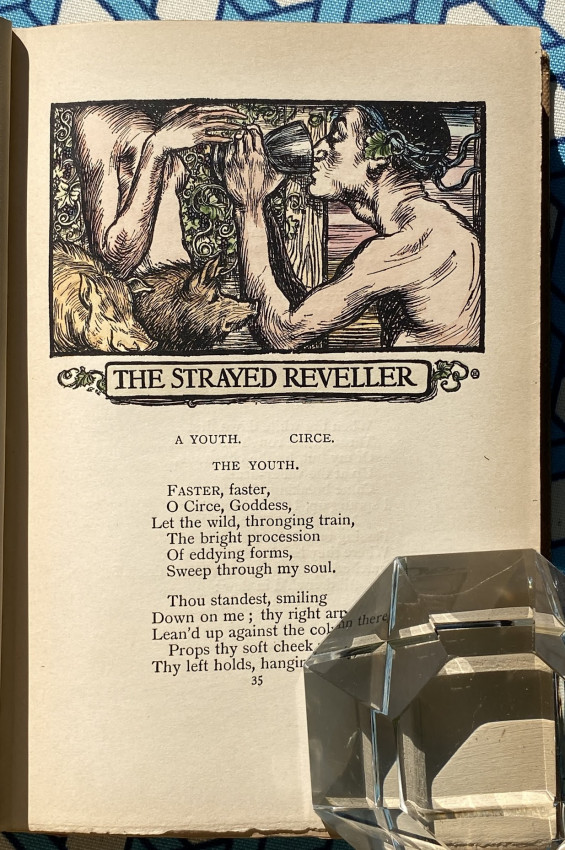 THE STRAYED REVELLER
A YOUTH. CIRCE.
THE YOUTH.
FASTER, faster,
O Circe, Goddess,
Let the wild, thronging train,
The bright procession
Of eddying forms,
Sweep through my soul.
Thou standest, smiling
Down on me ; thy right
Lean'd up against the column there
Props thy soft cheek
Thy left holds,
35